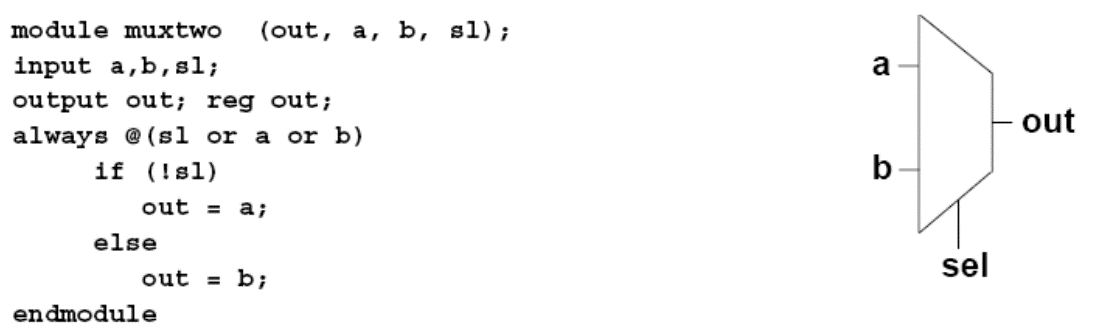 module muxtwo (out, a, b, sl);
input a,b,sl;
output out; reg out;
always @(sl or a or b)
if (!sl)
out = a;
else
out = b;
endmodule
a
b
out
sel